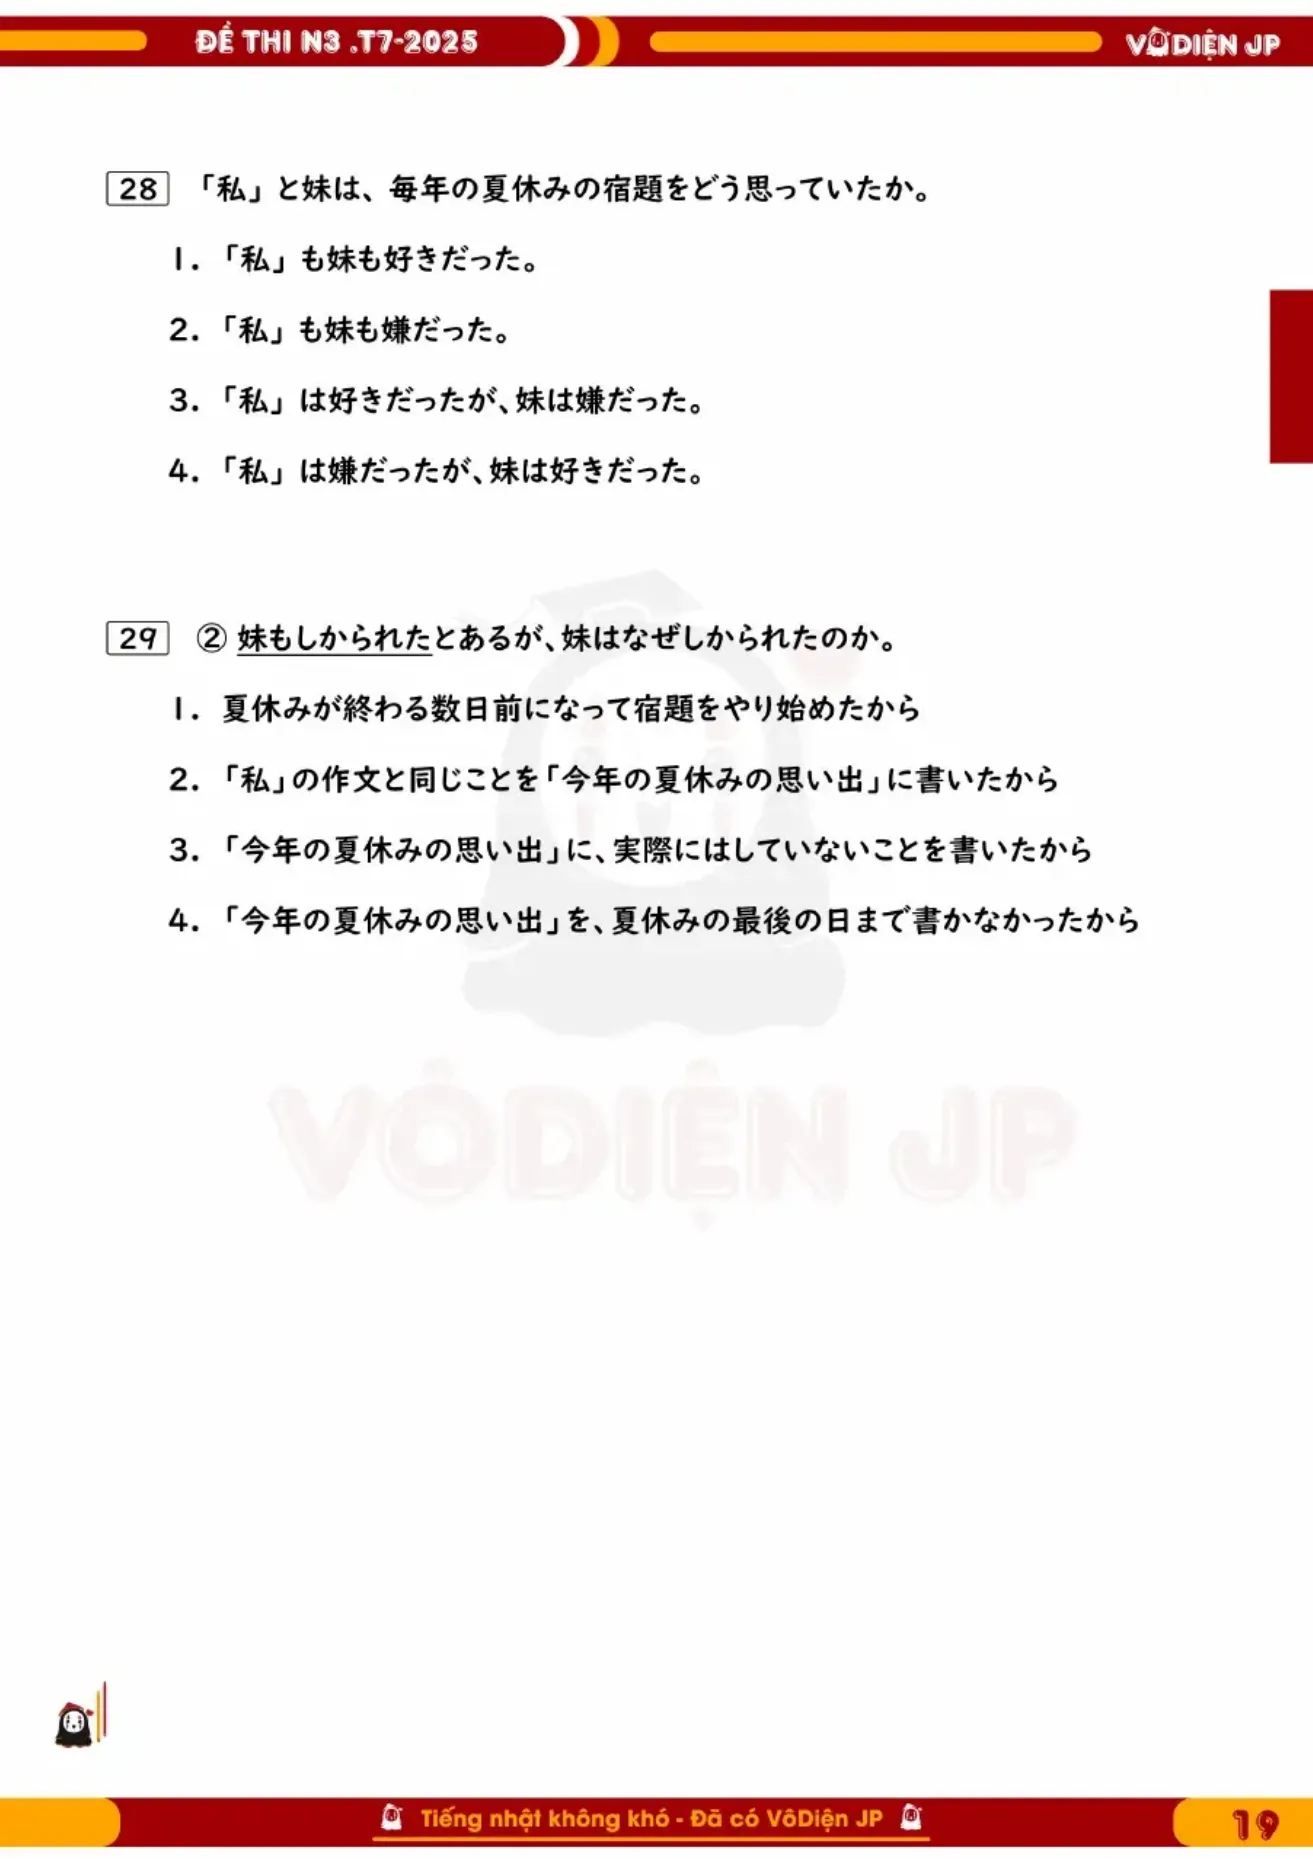 ĐỀ THI N3 .T7-2025
VÔDIỆN JP
28 「私」と妹は、毎年の夏休みの宿題をどう思っていたか。
1. 「私」も妹も好きだった。
2. 「私」も妹も嫌だった。
3. 「私」は好きだったが、妹は嫌だった。
4. 「私」は嫌だったが、妹は好きだった。
29 ② 妹もしかられたとあるが、妹はなぜしかられたのか。
1. 夏休みが終わる数日前になって宿題をやり始めたから
2. 「私」の作文と同じことを「今年の夏休みの思い出」に書いたから
3. 「今年の夏休みの思い出」に、実際にはしていないことを書いたから
4. 「今年の夏休みの思い出」を、夏休みの最後の日まで書かなかったから
VÔDIỆN JP
Tiếng nhật không khó - Đã có VôDiện JP
19